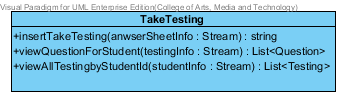 Visual Paradigm for UML Enterprise Edition(College of Arts, Media and Technology)
TakeTesting
+insertTakeTesting(anwserSheetInfo : Stream) : string
+viewQuestionForStudent(testingInfo : Stream) : List<Question>
+viewAllTestingbyStudentId(studentInfo : Stream) : List<Testing>